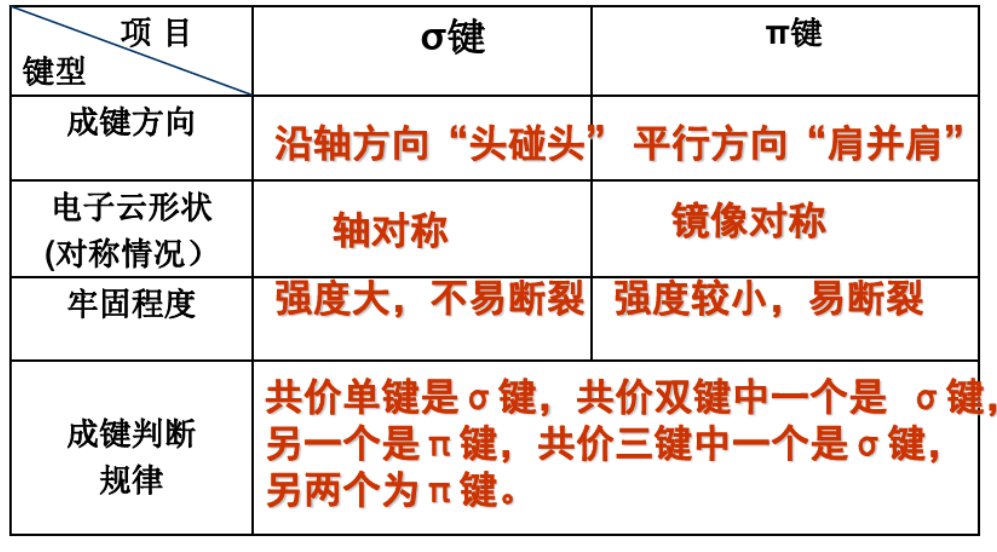 项 目
键型
σ键
π键
成键方向
沿轴方向“头碰头”
平行方向“肩并肩”
电子云形状
(对称情况）
轴对称
镜像对称
牢固程度
强度大，不易断裂
强度较小，易断裂
成键判断
规律
共价单键是σ键，共价双键中一个是 σ键，
另一个是π键，共价三键中一个是σ键，
另两个为π键。